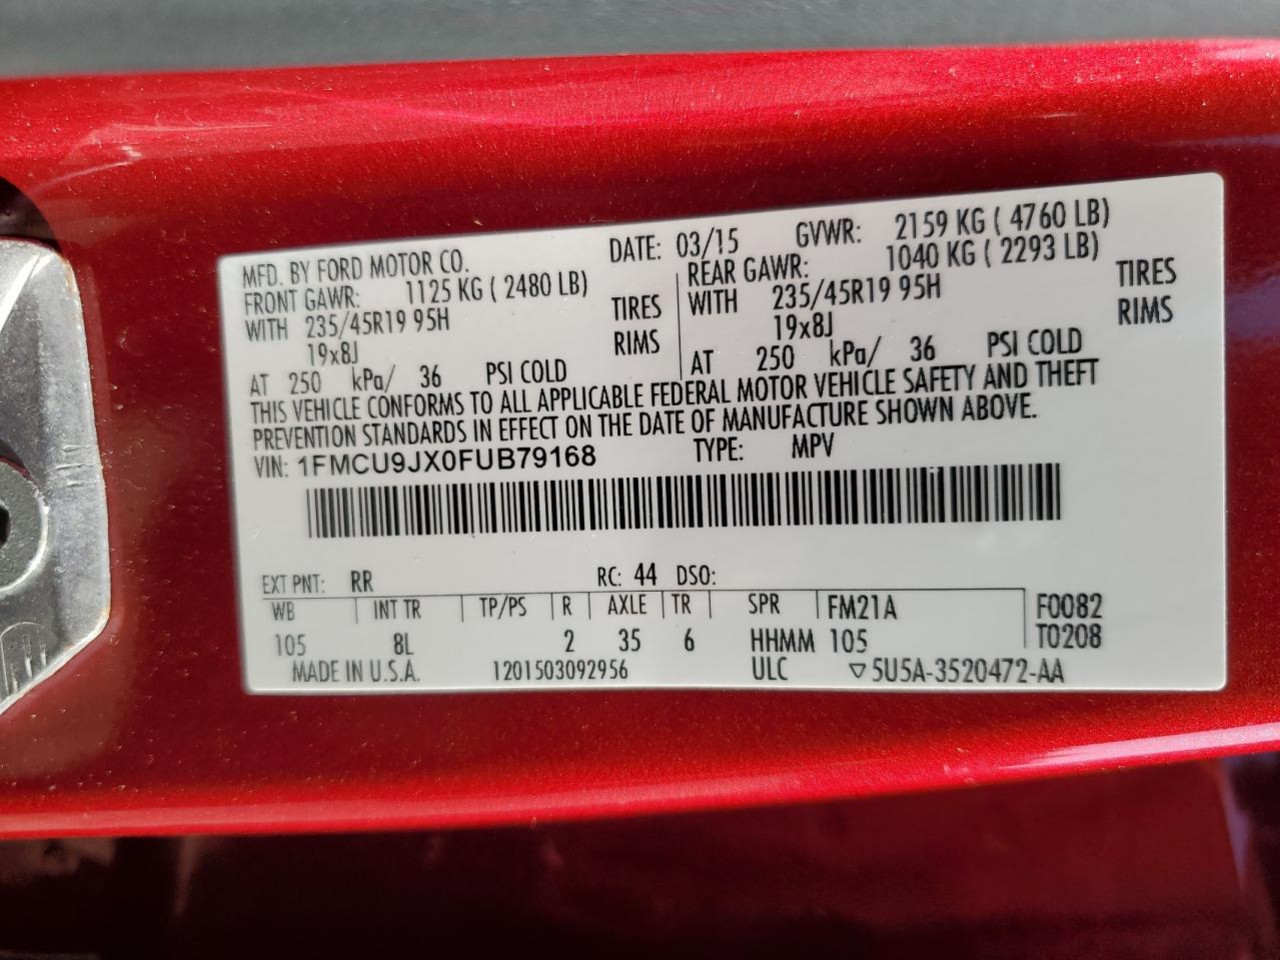 MFD. BY FORD MOTOR CO. DATE: 03/15 GVWR: 2159 KG ( 4760 LB)
FRONT GAWR: 1125 KG ( 2480 LB) REAR GAWR: 1040 KG ( 2293 LB)
WITH 235/45R19 95H TIRES WITH 235/45R19 95H TIRES
19x8J RIMS 19x8J RIMS
AT 250 kPa/ 36 PSI COLD AT 250 kPa/ 36 PSI COLD
THIS VEHICLE CONFORMS TO ALL APPLICABLE FEDERAL MOTOR VEHICLE SAFETY AND THEFT
PREVENTION STANDARDS IN EFFECT ON THE DATE OF MANUFACTURE SHOWN ABOVE.
VIN: 1FMCU9JX0FUB79168 TYPE: MPV
EXT PNT: RR RC: 44 DSO:
WB INT TR TP/PS R AXLE TR SPR FM21A F0082
105 8L 2 35 6 HHMM 105 T0208
MADE IN U.S.A. 1201503092956 ULC ▽5U5A-3520472-AA